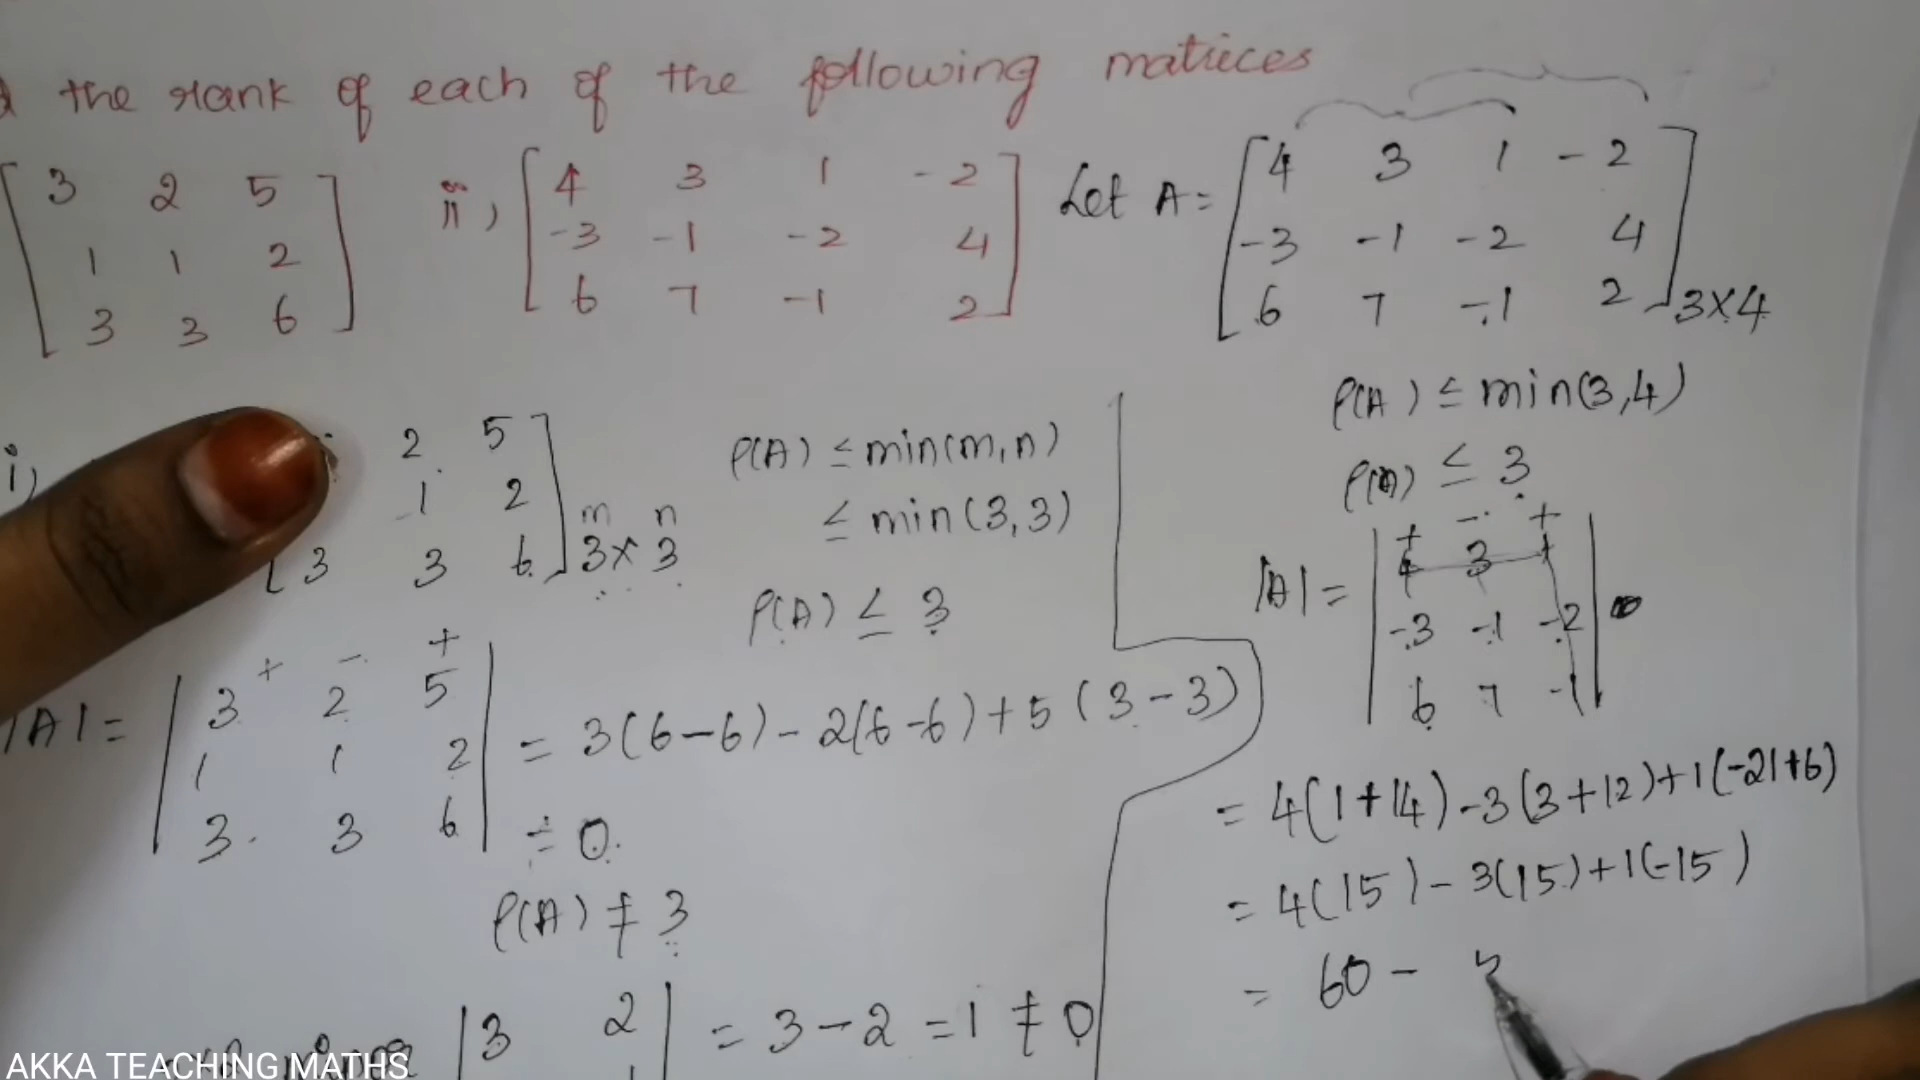 the rank of each of the following matrices
3 2 5
1 1 2
3 3 6
ii, 4 3 1 -2
-3 -1 -2 4
6 7 -1 2
Let A = 4 3 1 -2
-3 -1 -2 4
6 7 -1 2 3×4
i,
2 5
1 2
3 3 6
m n
3×3
ρ(A) ≤ min(m,n)
≤ min(3,3)
ρ(A) ≤ 3
|A| = + - +
3 2 5
1 1 2
3 3 6
= 3(6-6)-2(6-6)+5(3-3)
= 0.
ρ(A) ≠ 3
3 2
= 3-2 = 1 ≠ 0
ρ(A) ≤ min(3,4)
ρ(A) ≤ 3
|A| = + - +
4 3 1
-3 -1 -2
6 7 -1
= 4(1+14)-3(3+12)+1(-21+6)
= 4(15)-3(15)+1(-15)
= 60 -
AKKA TEACHING MATHS